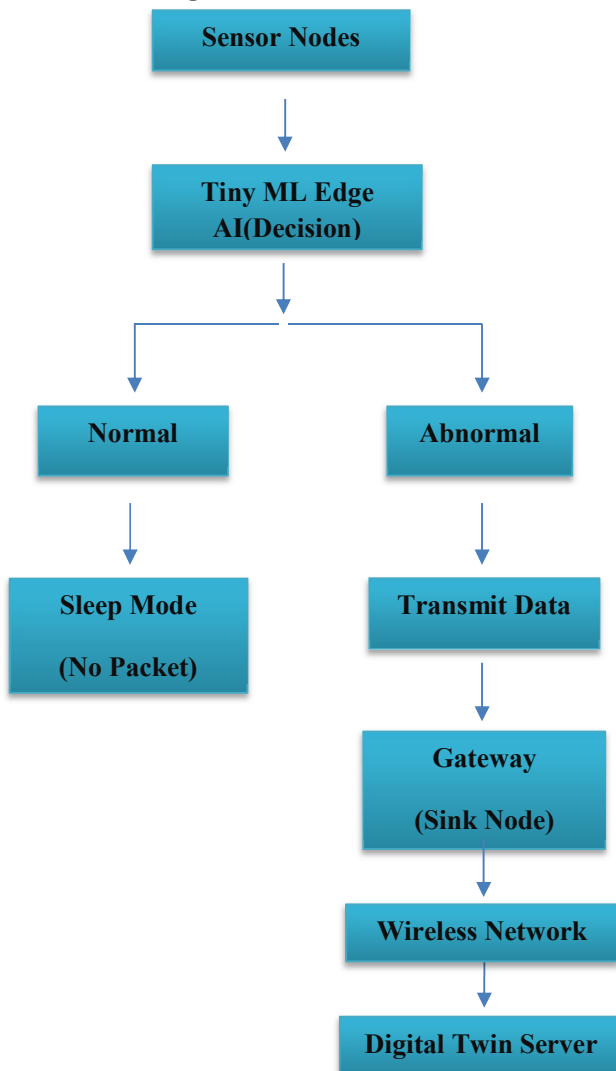 Sensor Nodes
Tiny ML Edge
AI(Decision)
Normal
Abnormal
Sleep Mode
(No Packet)
Transmit Data
Gateway
(Sink Node)
Wireless Network
Digital Twin Server